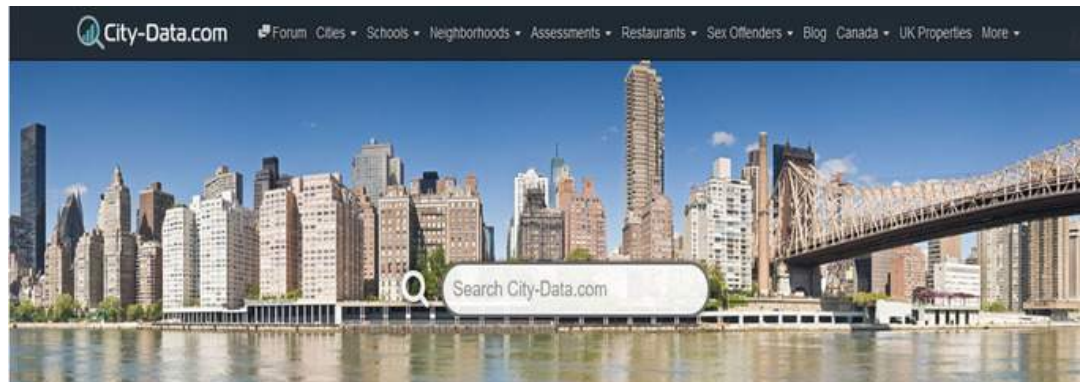 City-Data.com Forum Cities Schools Neighborhoods Assessments Restaurants Sex Offenders Blog Canada UK Properties More
Search City-Data.com